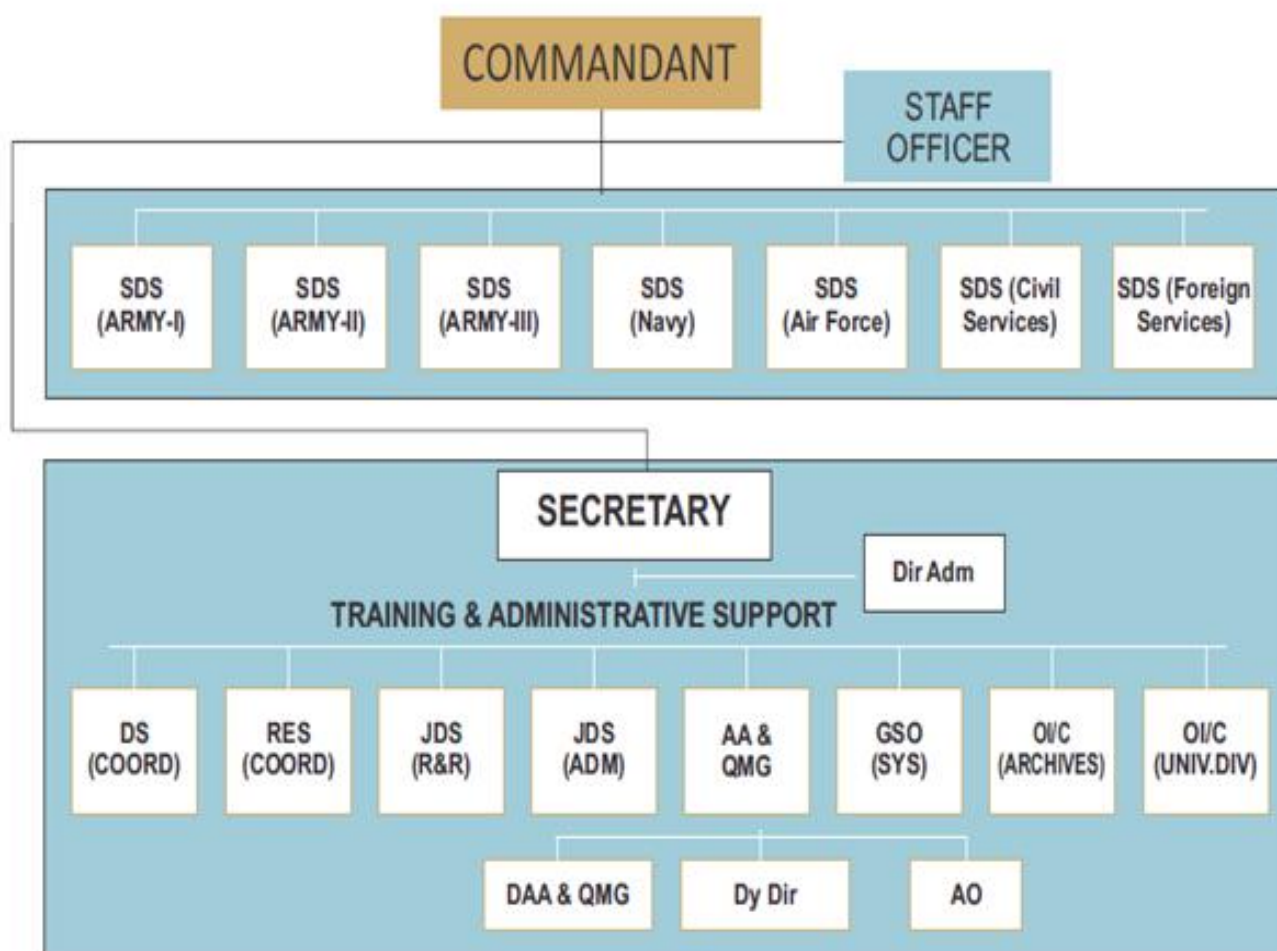 COMMANDANT
STAFF
OFFICER
SDS
(ARMY-I)
SDS
(ARMY-II)
SDS
(ARMY-III)
SDS
(Navy)
SDS
(Air Force)
SDS (Civil
Services)
SDS (Foreign
Services)
SECRETARY
Dir Adm
TRAINING & ADMINISTRATIVE SUPPORT
DS
(COORD)
RES
(COORD)
JDS
(R&R)
JDS
(ADM)
AA &
QMG
GSO
(SYS)
OI/C
(ARCHIVES)
OI/C
(UNIV.DIV)
DAA & QMG
Dy Dir
AO